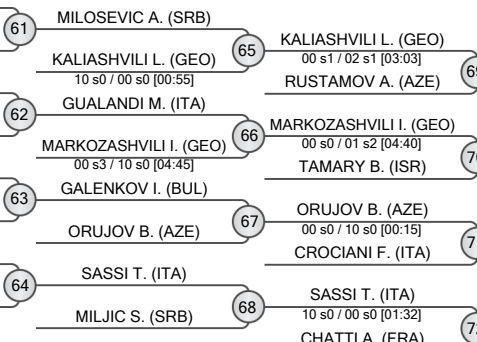 61
MILOSEVIC A. (SRB)
KALIASHVILI L. (GEO)
10 s0 / 00 s0 [00:55]
65
KALIASHVILI L. (GEO)
00 s1 / 02 s1 [03:03]
RUSTAMOV A. (AZE)
62
GUALANDI M. (ITA)
MARKOZASHVILI I. (GEO)
00 s3 / 10 s0 [04:45]
66
MARKOZASHVILI I. (GEO)
00 s0 / 01 s2 [04:40]
TAMARY B. (ISR)
63
GALENKOV I. (BUL)
ORUJOV B. (AZE)
67
ORUJOV B. (AZE)
00 s0 / 10 s0 [00:15]
CROCIANI F. (ITA)
64
SASSI T. (ITA)
MILJIC S. (SRB)
68
SASSI T. (ITA)
10 s0 / 00 s0 [01:32]
CHATTI A. (FRA)